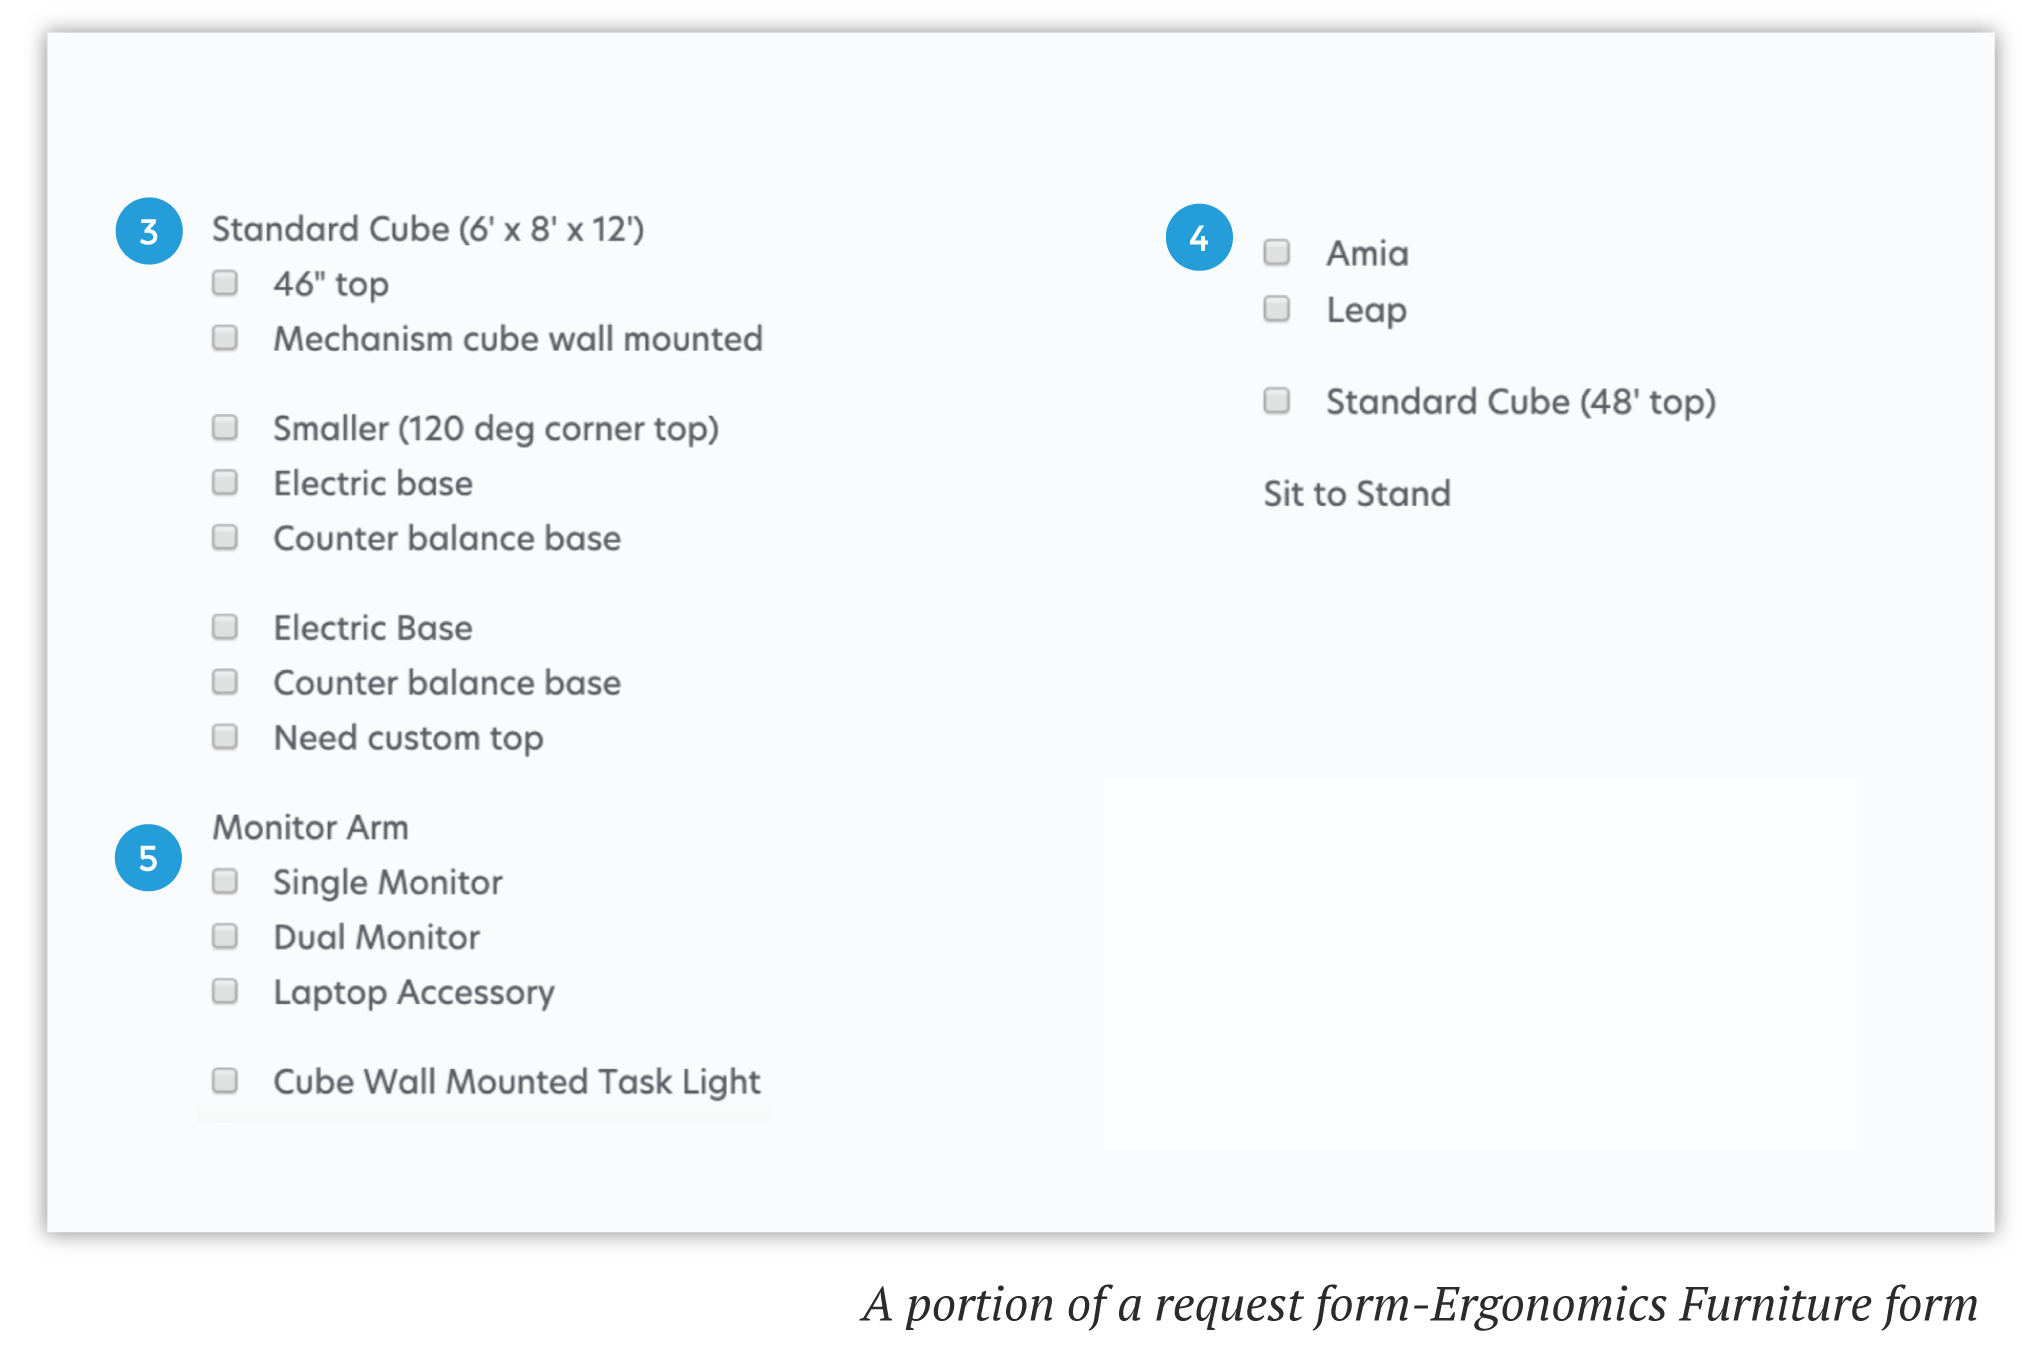 3
Standard Cube (6' x 8' x 12')
46" top
Mechanism cube wall mounted
Smaller (120 deg corner top)
Electric base
Counter balance base
Electric Base
Counter balance base
Need custom top
5
Monitor Arm
Single Monitor
Dual Monitor
Laptop Accessory
Cube Wall Mounted Task Light
4
Amia
Leap
Standard Cube (48' top)
Sit to Stand
A portion of a request form-Ergonomics Furniture form